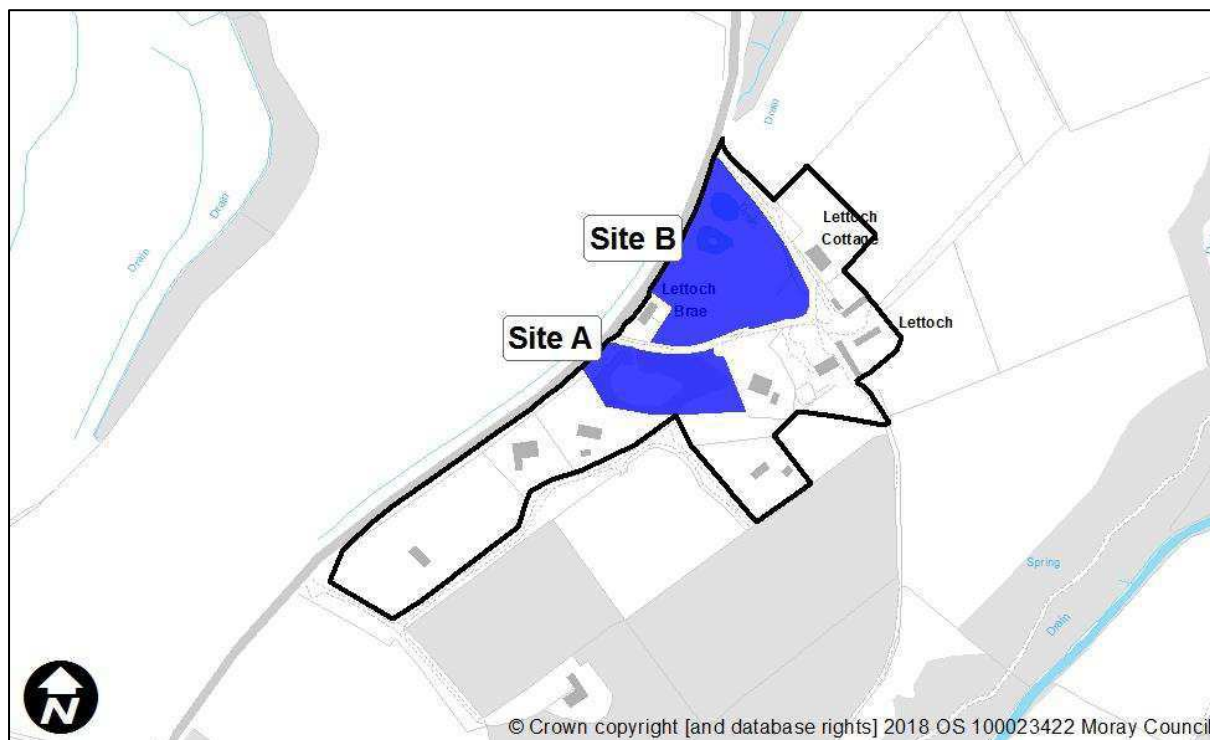 Drain
Drain
Drain
Drain
Site B
Lettoch
Cottage
Lettoch
Brae
Lettoch
Site A
Spring
Drain
N
© Crown copyright [and database rights] 2018 OS 100023422 Moray Council